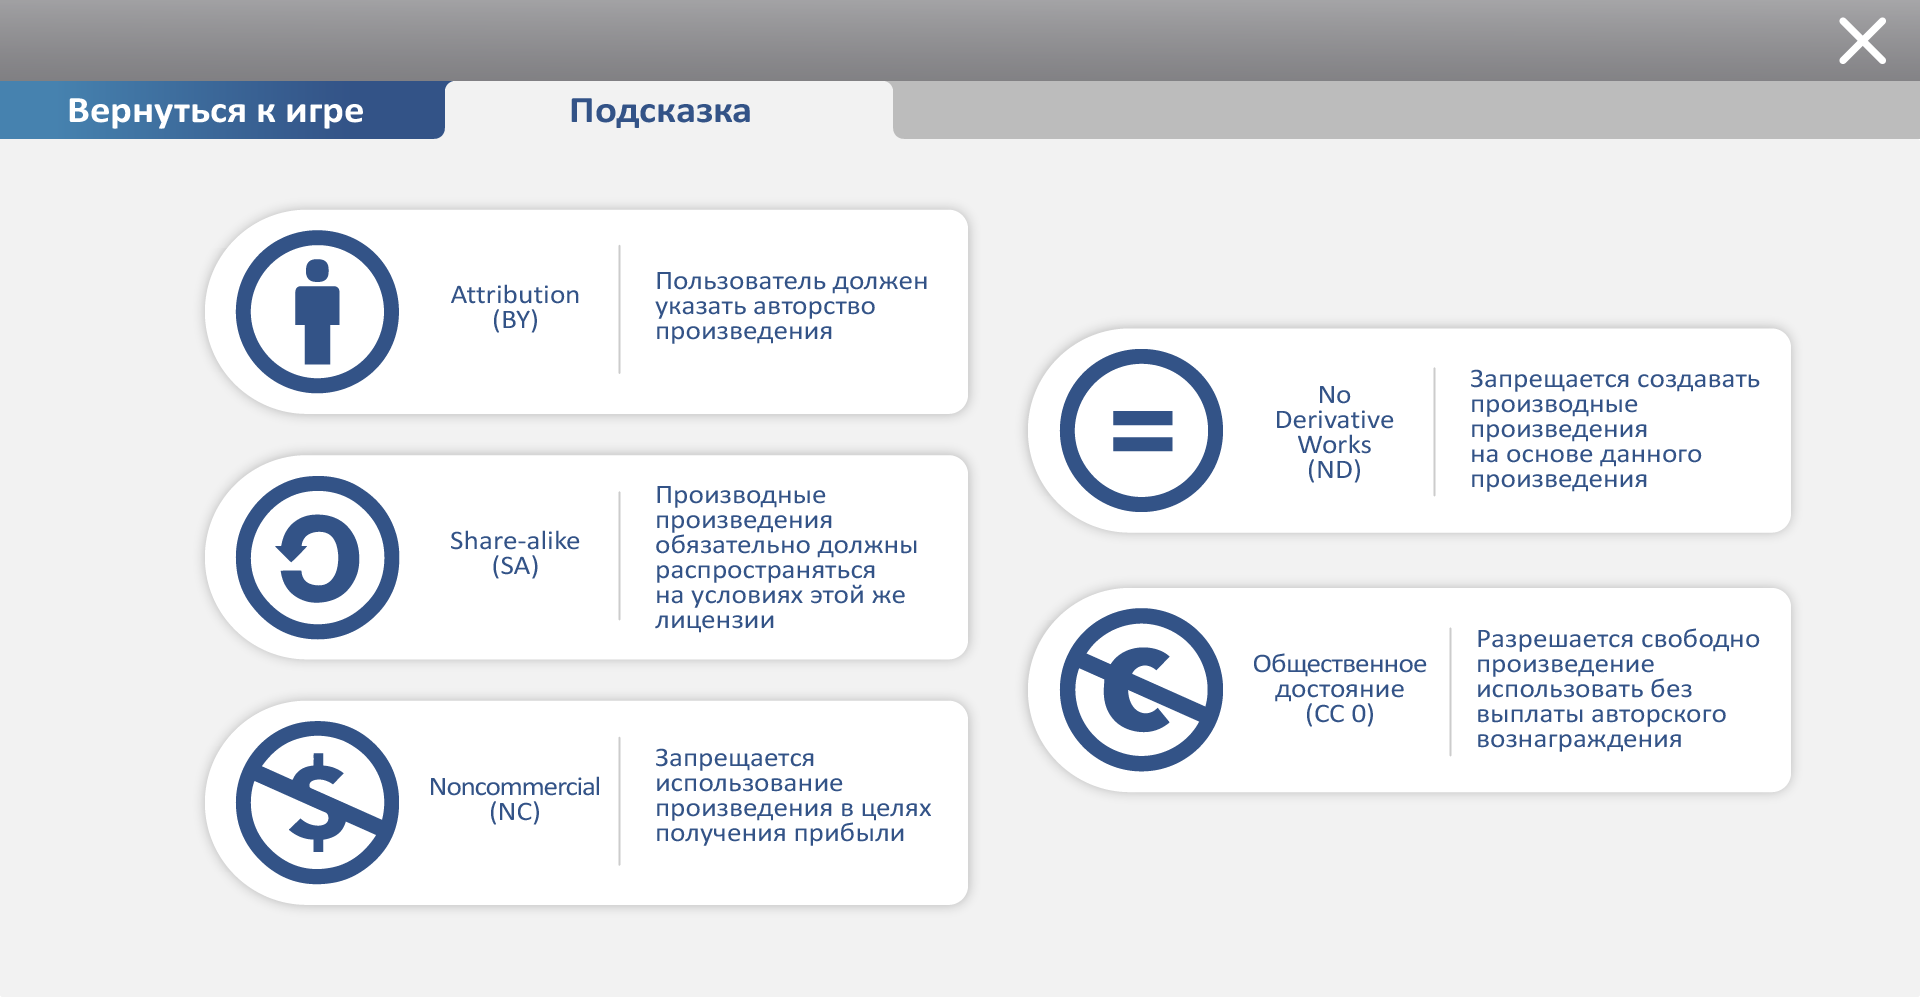 Вернуться к игре
Подсказка
Attribution
(BY)
Пользователь должен
указать авторство
произведения
Share-alike
(SA)
Производные
произведения
обязательно должны
распространяться
на условиях этой же
лицензии
Noncommercial
(NC)
Запрещается
использование
произведения в целях
получения прибыли
No
Derivative
Works
(ND)
Запрещается создавать
производные
произведения
на основе данного
произведения
Общественное
достояние
(CC 0)
Разрешается свободно
произведение
использовать без
выплаты авторского
вознаграждения